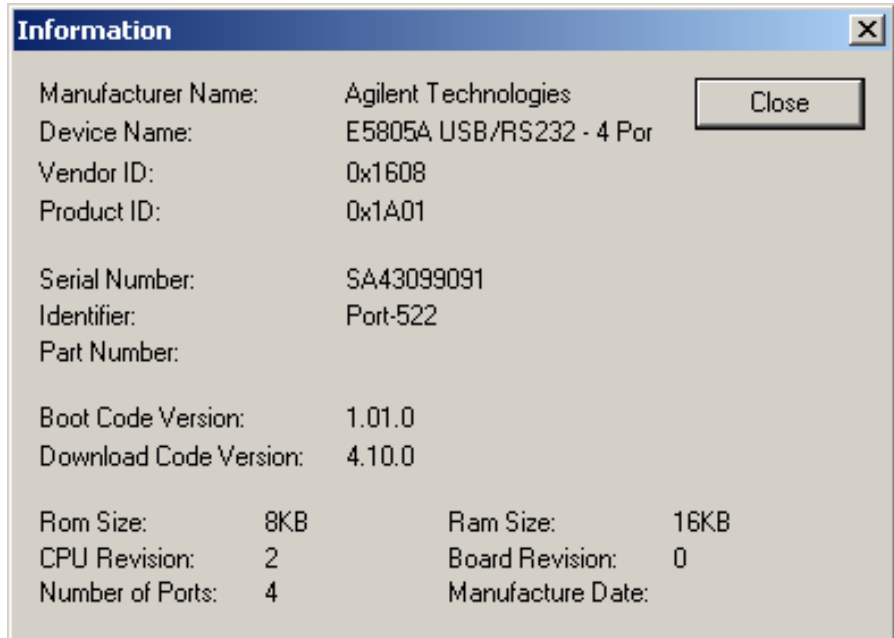 Information
Manufacturer Name: Agilent Technologies Close
Device Name: E5805A USB/RS232 - 4 Por
Vendor ID: 0x1608
Product ID: 0x1A01
Serial Number: SA43099091
Identifier: Port-522
Part Number:
Boot Code Version: 1.01.0
Download Code Version: 4.10.0
Rom Size: 8KB Ram Size: 16KB
CPU Revision: 2 Board Revision: 0
Number of Ports: 4 Manufacture Date: